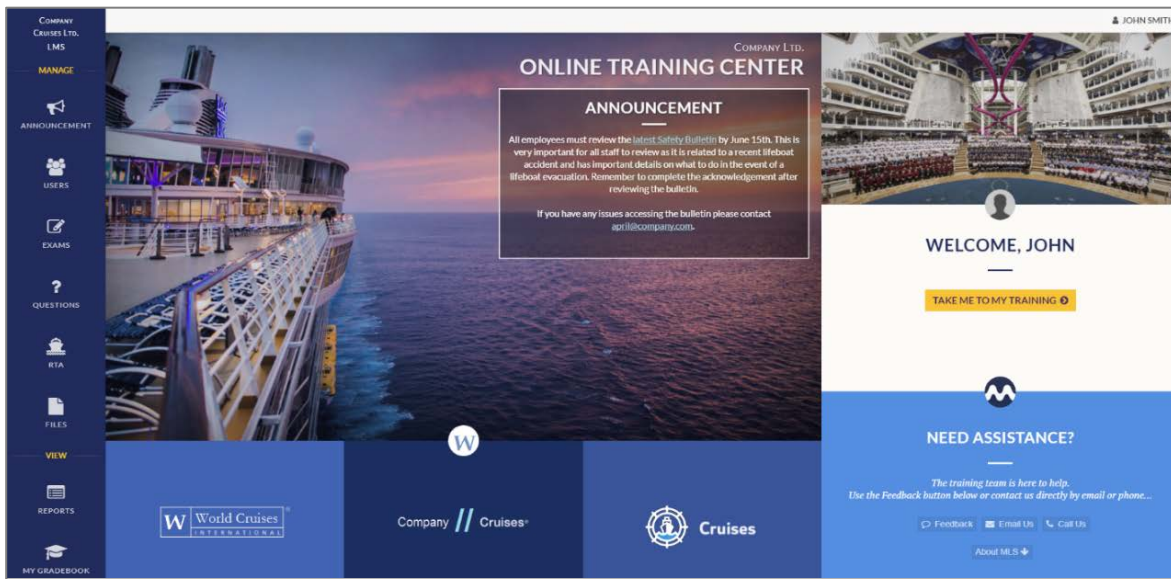 COMPANY
CRUISES LTD.
LMS
MANAGE
ANNOUNCEMENT
USERS
EXAMS
QUESTIONS
RTA
FILES
VIEW
REPORTS
MY GRADEBOOK
JOHN SMITH
COMPANY LTD.
ONLINE TRAINING CENTER
ANNOUNCEMENT
All employees must review the latest Safety Bulletin by June 15th. This is
very important for all staff to review as it is related to a recent lifeboat
accident and has important details on what to do in the event of a
lifeboat evacuation. Remember to complete the acknowledgement after
reviewing the bulletin.
If you have any issues accessing the bulletin please contact
april@company.com.
W
W World Cruises®
INTERNATIONAL
Company // Cruises®
Cruises
WELCOME, JOHN
TAKE ME TO MY TRAINING
NEED ASSISTANCE?
The training team is here to help.
Use the Feedback button below or contact us directly by email or phone...
Feedback Email Us Call Us
About MLS